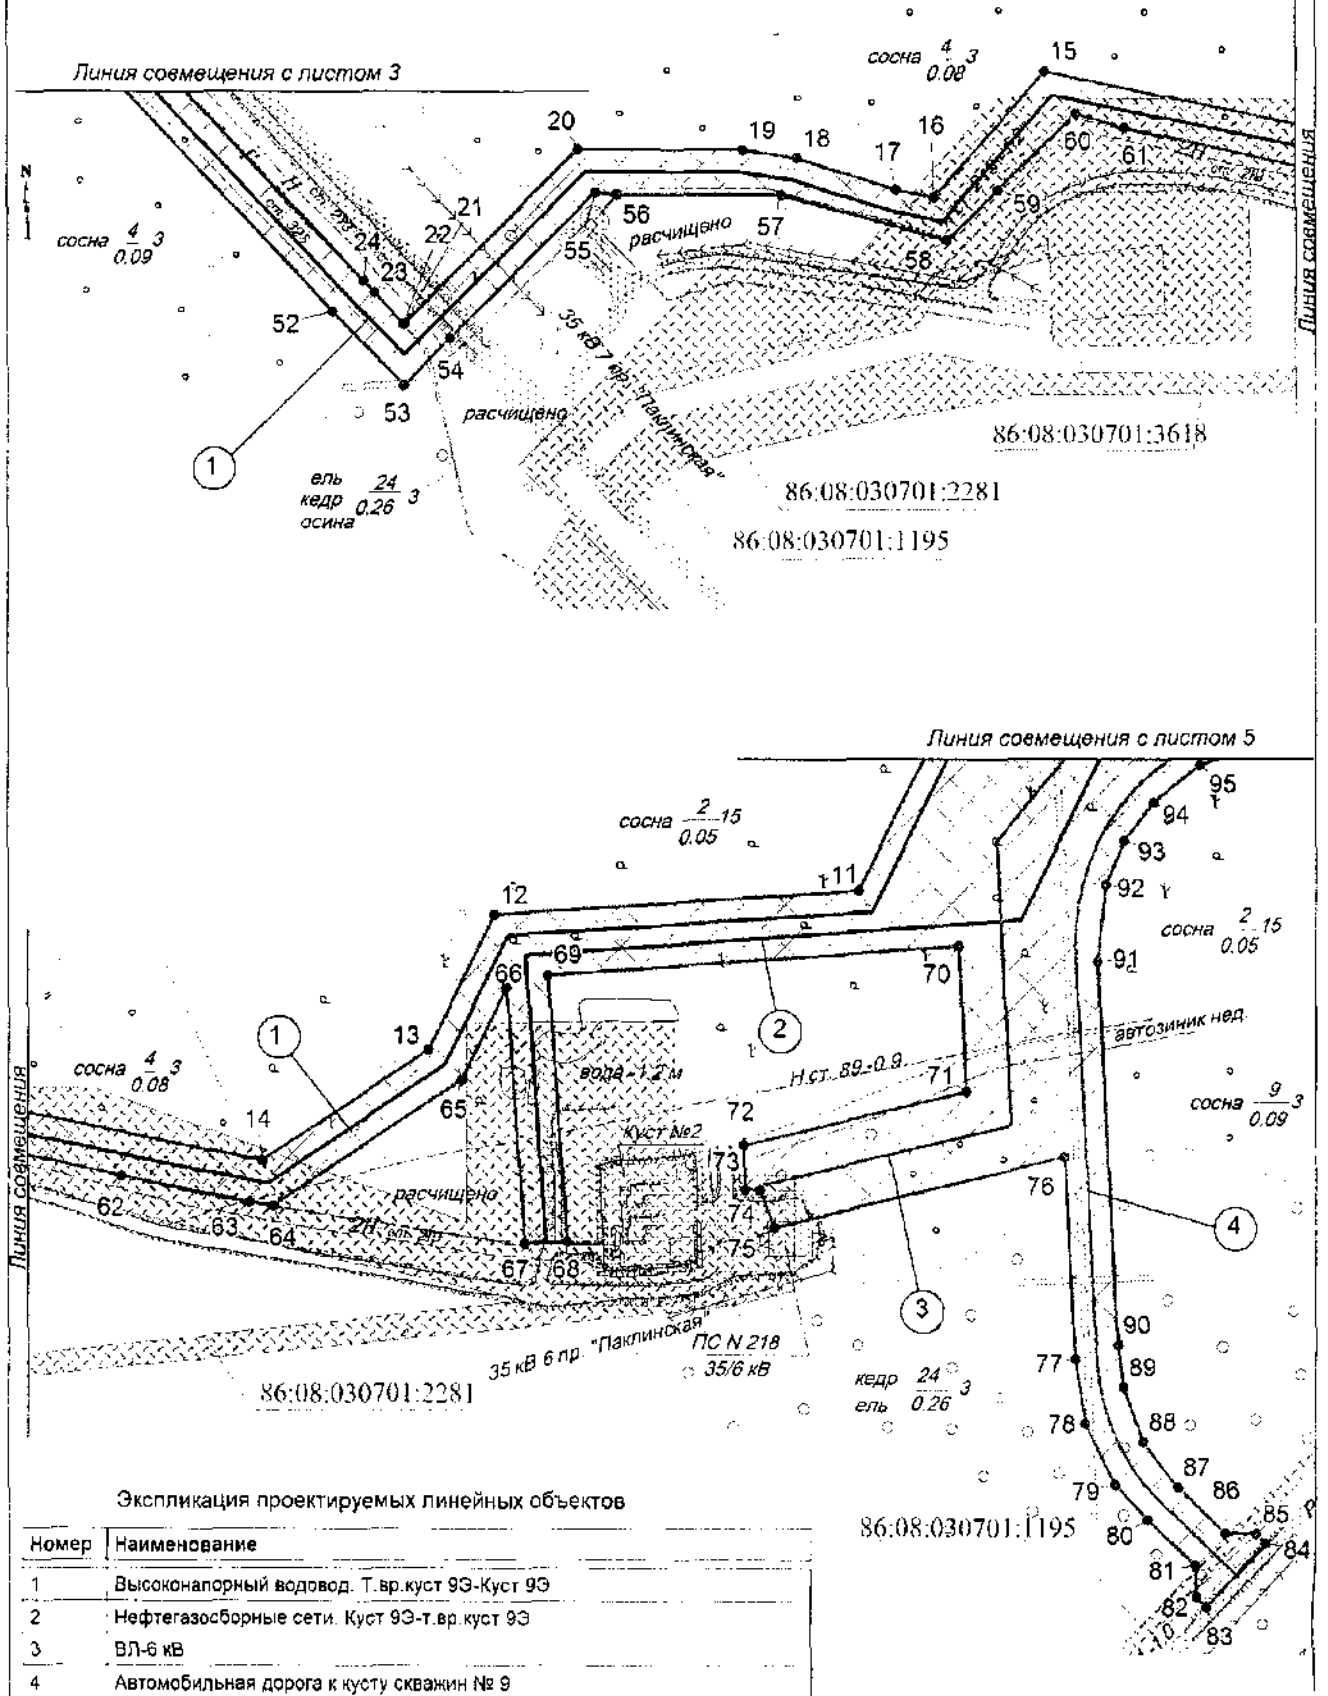 сосна 4/0.08 3
15
Линия совмещения с листом 3
20
19
18
17
16
60
61
2Н
N
21
22
24
23
Н ст. 293
ст. 325
55
56
расчищено
57
58
59
Линия совмещения
сосна 4/0.09 3
52
54
53
35 кВ 7 пр. "Паклинская"
расчищено
1
86:08:030701:3618
ель
кедр 24/0.26 3
осина
86:08:030701:2281
86:08:030701:1195
Линия совмещения с листом 5
95
94
93
92
сосна 2/0.05 15
11
12
сосна 2/0.05 15
91
66
69
70
автозимник нед.
13
1
2
сосна 4/0.08 3
вода -1.2 м
Н ст. 89-0.9
71
сосна 9/0.09 3
65
14
72
Куст №2
73
76
Линия совмещения
62
расчищено
63
64
2Н
74
75
4
67
68
3
90
35 кВ 6 пр. "Паклинская"
ПС N 218
35/6 кВ
77
89
86:08:030701:2281
кедр 24/0.26 3
ель
78
88
87
79
86
80
85
84
86:08:030701:1195
81
82
83
Экспликация проектируемых линейных объектов
Номер Наименование
1 Высоконапорный водовод. Т.вр.куст 9Э-Куст 9Э
2 Нефтегазосборные сети. Куст 9Э-т.вр.куст 9Э
3 ВЛ-6 кВ
4 Автомобильная дорога к кусту скважин № 9